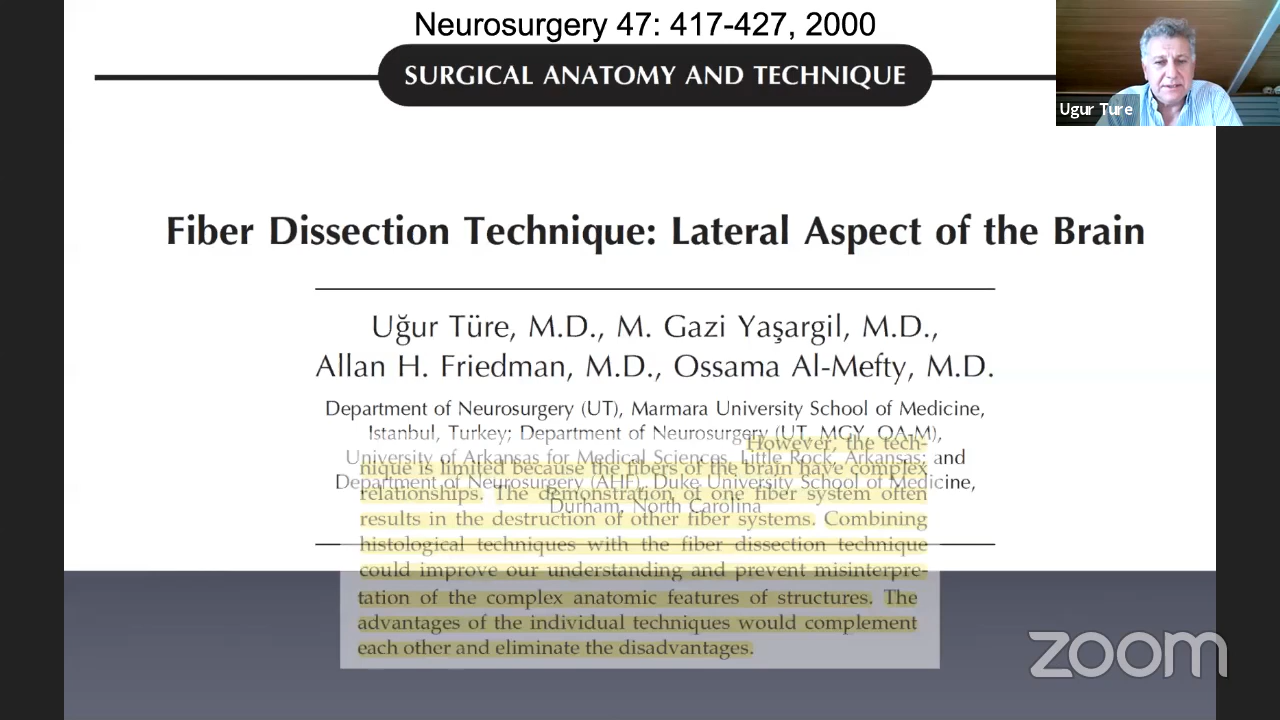 Neurosurgery 47: 417-427, 2000
SURGICAL ANATOMY AND TECHNIQUE
Ugur Ture
Fiber Dissection Technique: Lateral Aspect of the Brain
Uğur Türe, M.D., M. Gazi Yaşargil, M.D.,
Allan H. Friedman, M.D., Ossama Al-Mefty, M.D.
Department of Neurosurgery (UT), Marmara University School of Medicine,
Istanbul, Turkey; Department of Neurosurgery (UT, MGY, OA-M),
University of Arkansas for Medical Sciences, Little Rock, Arkansas; and
Department of Neurosurgery (AHF), Duke University School of Medicine,
Durham, North Carolina
However, the tech-
nique is limited because the fibers of the brain have complex
relationships. The demonstration of one fiber system often
results in the destruction of other fiber systems. Combining
histological techniques with the fiber dissection technique
could improve our understanding and prevent misinterpre-
tation of the complex anatomic features of structures. The
advantages of the individual techniques would complement
each other and eliminate the disadvantages.
zoom